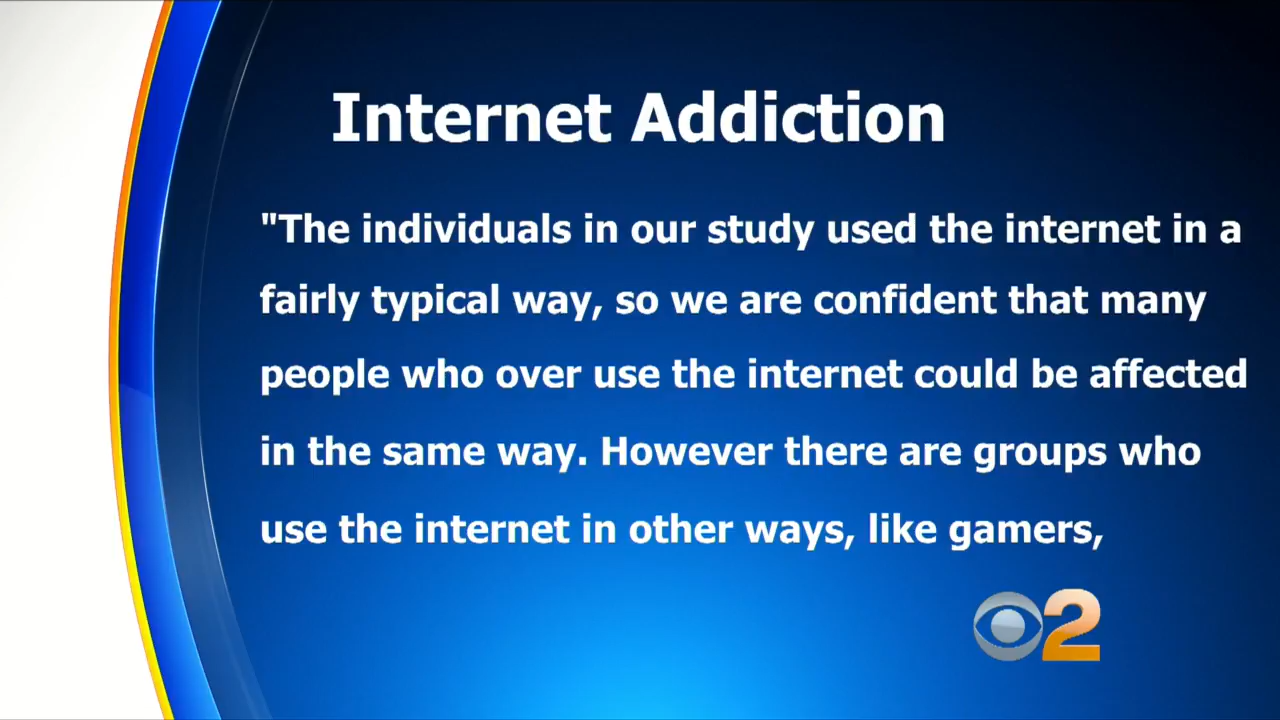 Internet Addiction
"The individuals in our study used the internet in a
fairly typical way, so we are confident that many
people who over use the internet could be affected
in the same way. However there are groups who
use the internet in other ways, like gamers,
2